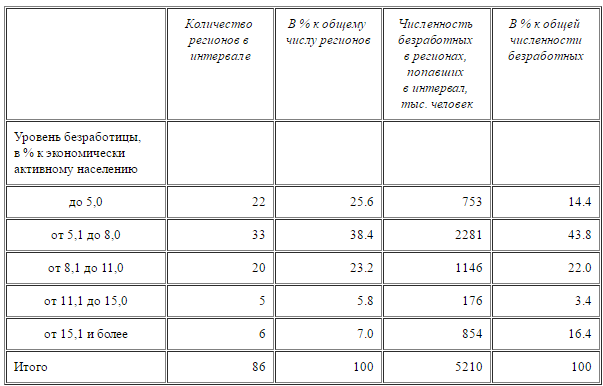 Количество регионов в интервале
В % к общему числу регионов
Численность безработных в регионах, попавших в интервал, тыс. человек
В % к общей численности безработных
Уровень безработицы,
в % к экономически
активному населению
до 5,0 22 25.6 753 14.4
от 5,1 до 8,0 33 38.4 2281 43.8
от 8,1 до 11,0 20 23.2 1146 22.0
от 11,1 до 15,0 5 5.8 176 3.4
от 15,1 и более 6 7.0 854 16.4
Итого 86 100 5210 100